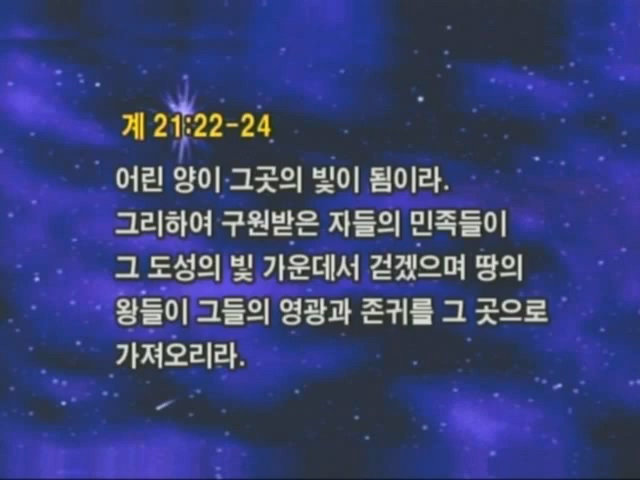 계 21:22-24
어린 양이 그곳의 빛이 됨이라.
그리하여 구원받은 자들의 민족들이
그 도성의 빛 가운데서 걷겠으며 땅의
왕들이 그들의 영광과 존귀를 그 곳으로
가져오리라.